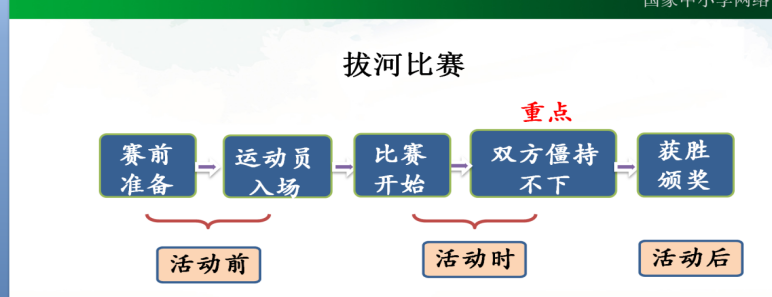 国家中小学网络
拔河比赛
重点
赛前
准备
运动员
入场
比赛
开始
双方僵持
不下
获胜
颁奖
活动前
活动时
活动后